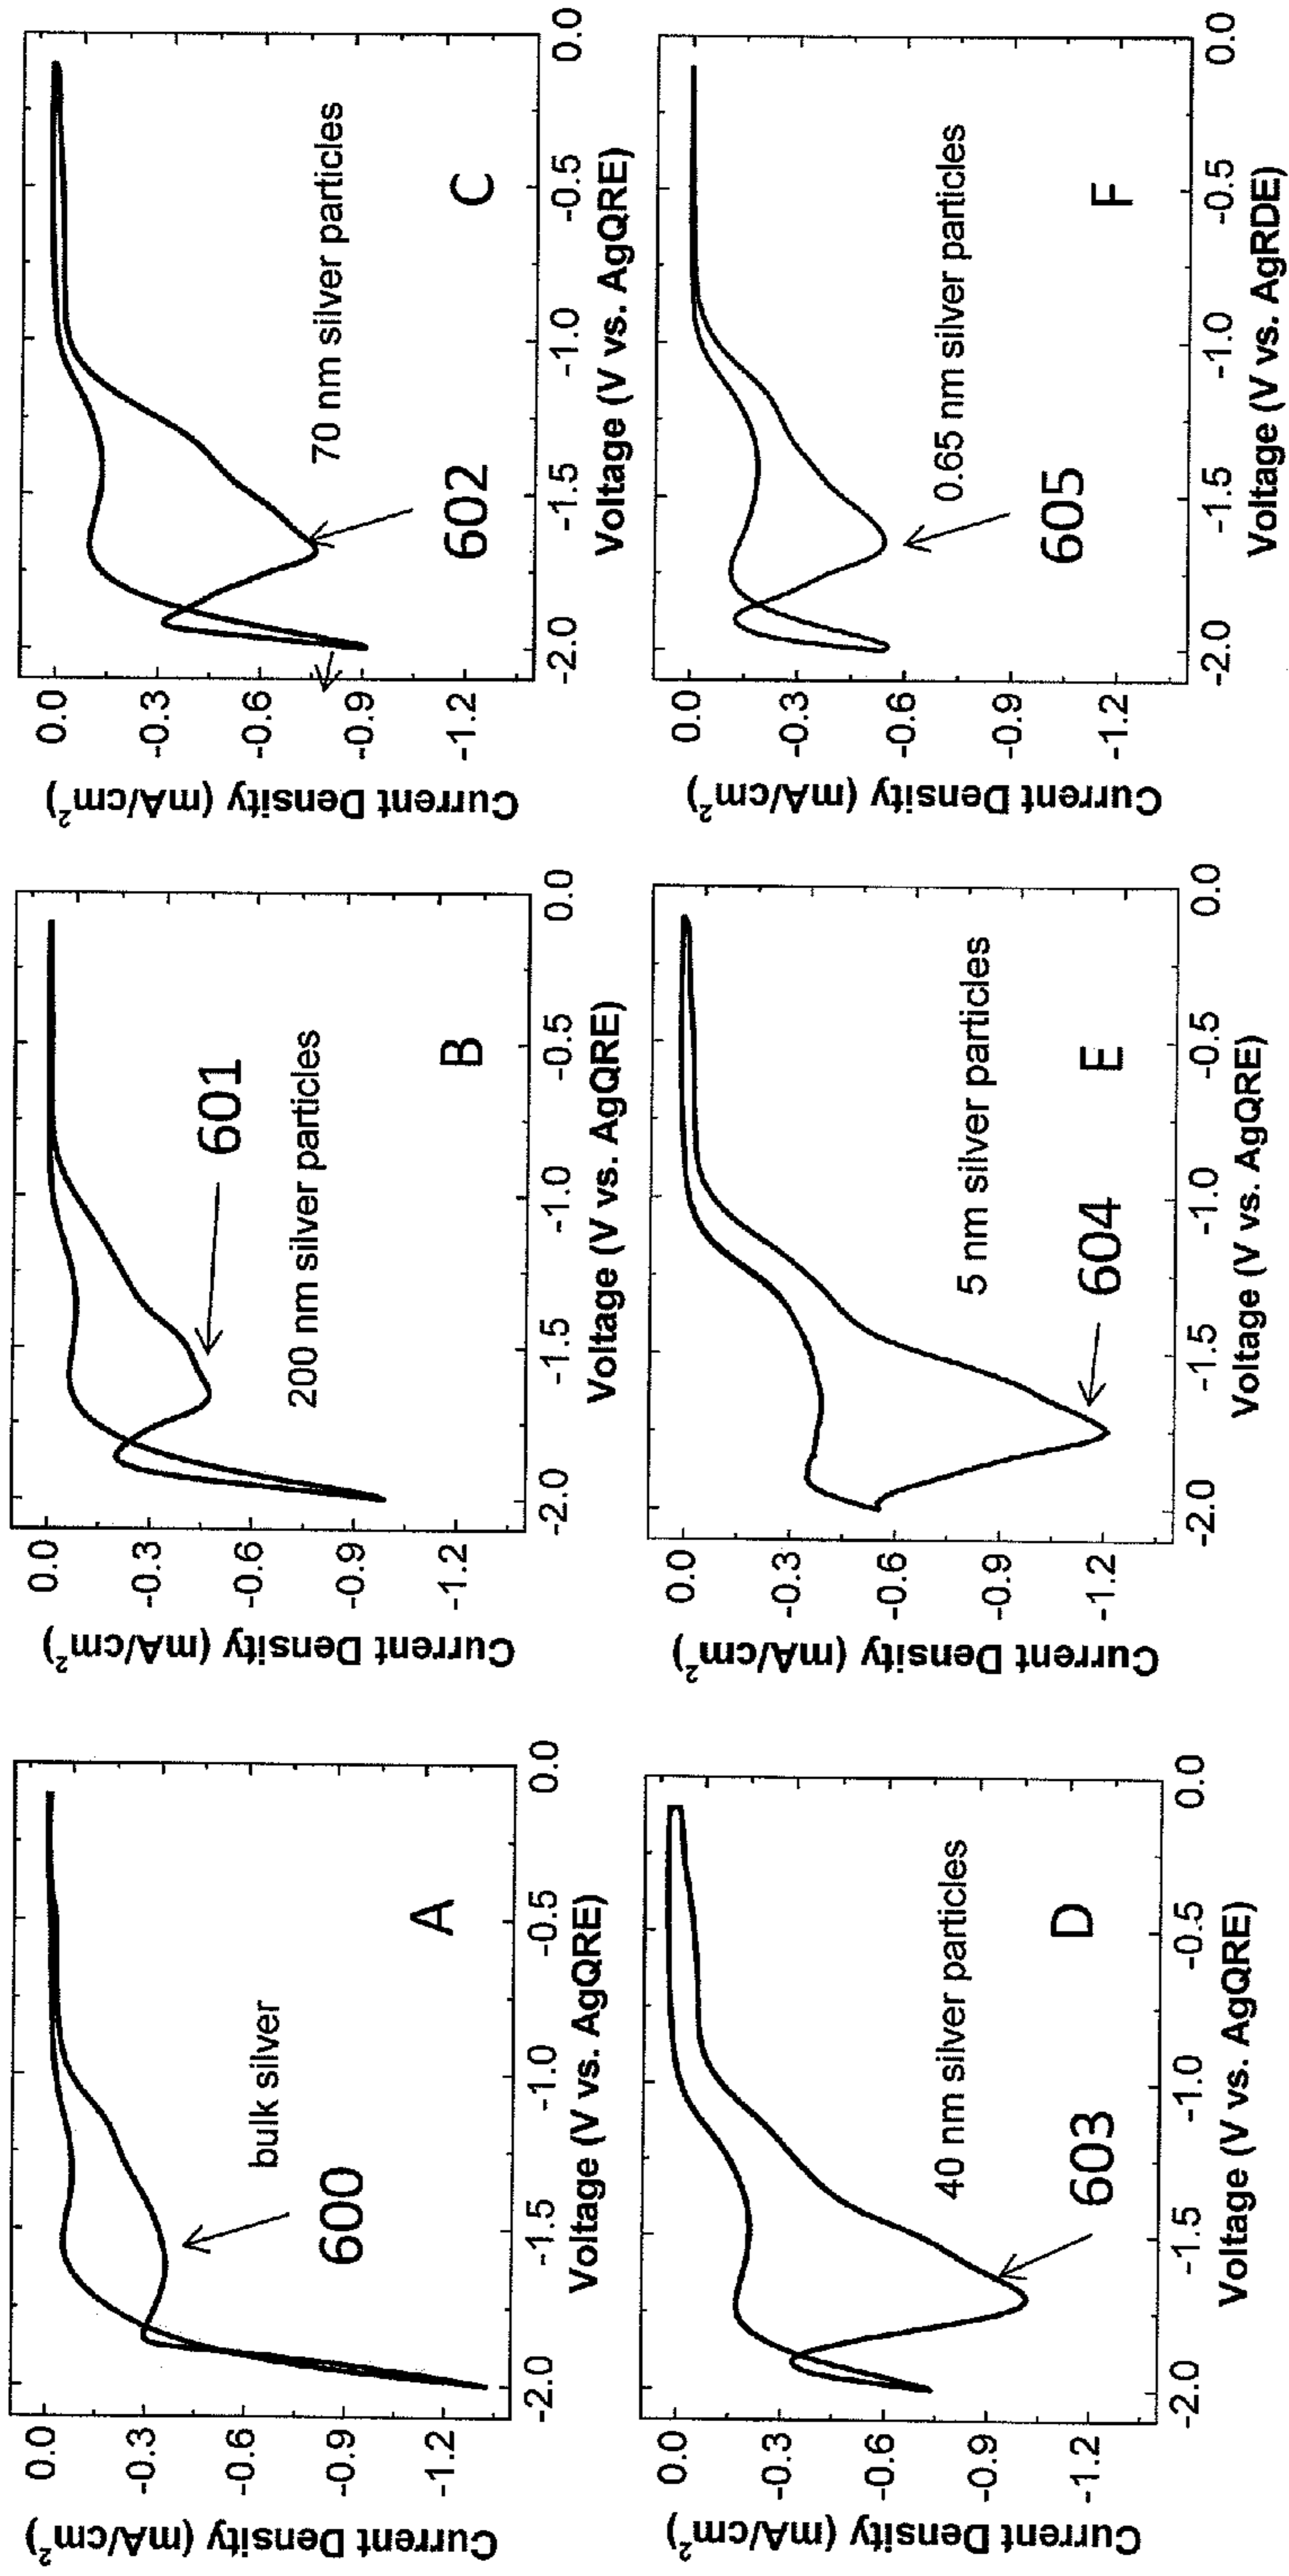 Current Density (mA/cm²)
0.0
-0.3
-0.6
-0.9
-1.2
bulk silver
600
A
-2.0
-1.5
-1.0
-0.5
0.0
Voltage (V vs. AgQRE)
Current Density (mA/cm²)
0.0
-0.3
-0.6
-0.9
-1.2
601
200 nm silver particles
B
-2.0
-1.5
-1.0
-0.5
0.0
Voltage (V vs. AgQRE)
Current Density (mA/cm²)
0.0
-0.3
-0.6
-0.9
-1.2
70 nm silver particles
602
C
-2.0
-1.5
-1.0
-0.5
0.0
Voltage (V vs. AgQRE)
Current Density (mA/cm²)
0.0
-0.3
-0.6
-0.9
-1.2
40 nm silver particles
603
D
-2.0
-1.5
-1.0
-0.5
0.0
Voltage (V vs. AgQRE)
Current Density (mA/cm²)
0.0
-0.3
-0.6
-0.9
-1.2
5 nm silver particles
604
E
-2.0
-1.5
-1.0
-0.5
0.0
Voltage (V vs. AgQRE)
Current Density (mA/cm²)
0.0
-0.3
-0.6
-0.9
-1.2
0.65 nm silver particles
605
F
-2.0
-1.5
-1.0
-0.5
0.0
Voltage (V vs. AgRDE)